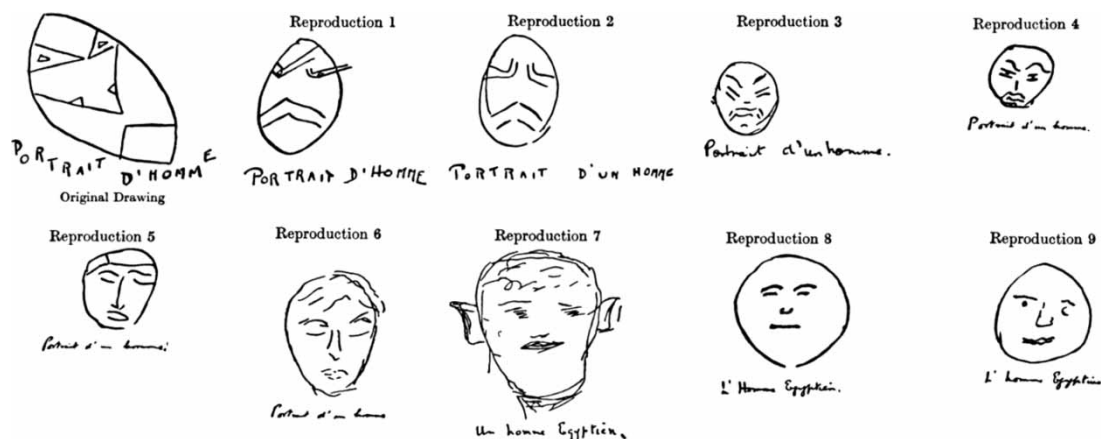 Reproduction 1
Reproduction 2
Reproduction 3
Reproduction 4
PORTRAIT D'HOMME
Original Drawing
PORTRAIT D'HOMME
PORTRAIT D'UN HOMME
Portrait d'un homme.
Portrait d'un homme.
Reproduction 5
Reproduction 6
Reproduction 7
Reproduction 8
Reproduction 9
Portrait d'un homme.
Portrait d'un homme
Un homme Egyptien.
L'Homme Egyptien.
L'homme Egyptien